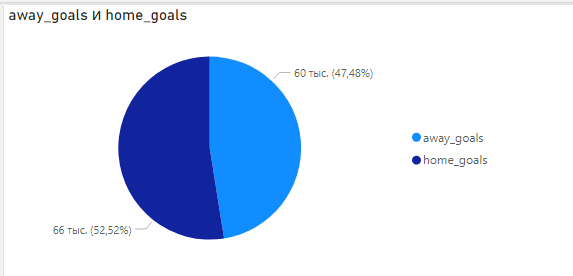 away_goals и home_goals
60 тыс. (47,48%)
away_goals
home_goals
66 тыс. (52,52%)